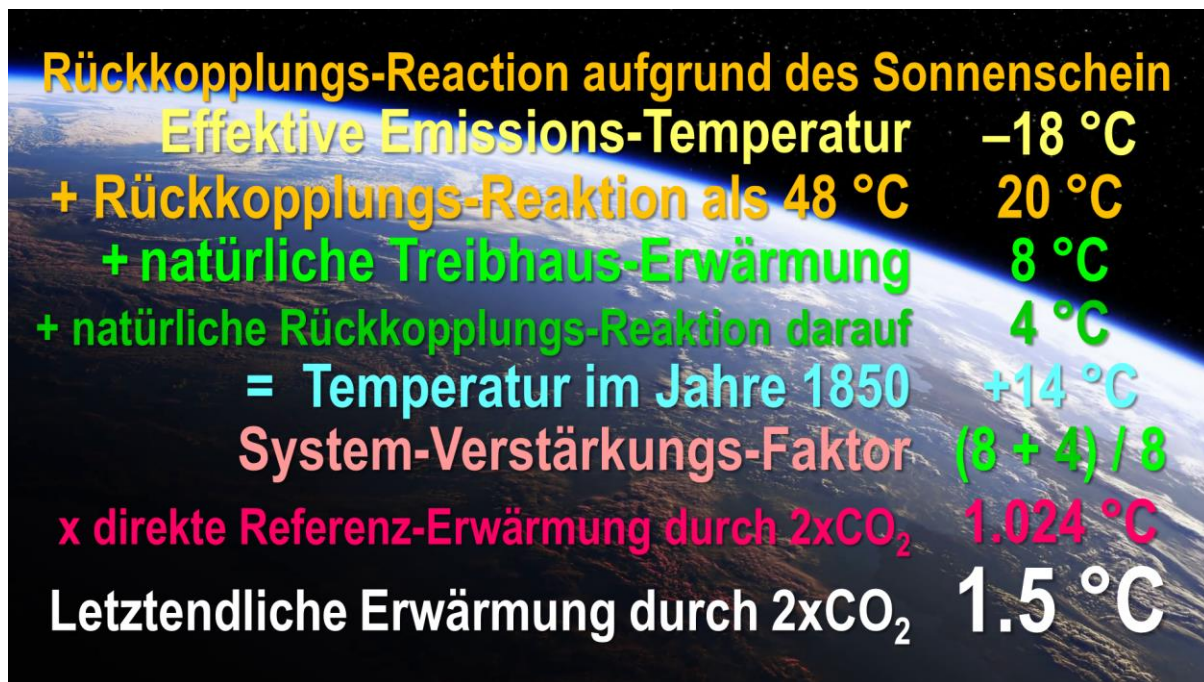 Rückkopplungs-Reaction aufgrund des Sonnenschein
Effektive Emissions-Temperatur –18 °C
+ Rückkopplungs-Reaktion als 48 °C 20 °C
+ natürliche Treibhaus-Erwärmung 8 °C
+ natürliche Rückkopplungs-Reaktion darauf 4 °C
= Temperatur im Jahre 1850 +14 °C
System-Verstärkungs-Faktor (8 + 4) / 8
x direkte Referenz-Erwärmung durch 2xCO₂ 1.024 °C
Letztendliche Erwärmung durch 2xCO₂ 1.5 °C